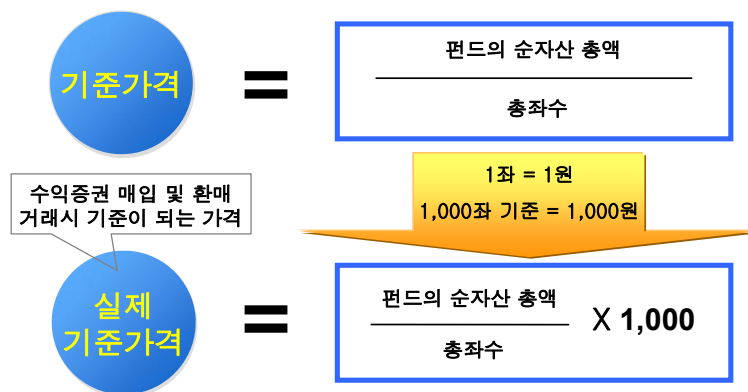 기준가격
=
펀드의 순자산 총액
총좌수
수익증권 매입 및 환매
거래시 기준이 되는 가격
1좌 = 1원
1,000좌 기준 = 1,000원
실제
기준가격
=
펀드의 순자산 총액
총좌수
X 1,000